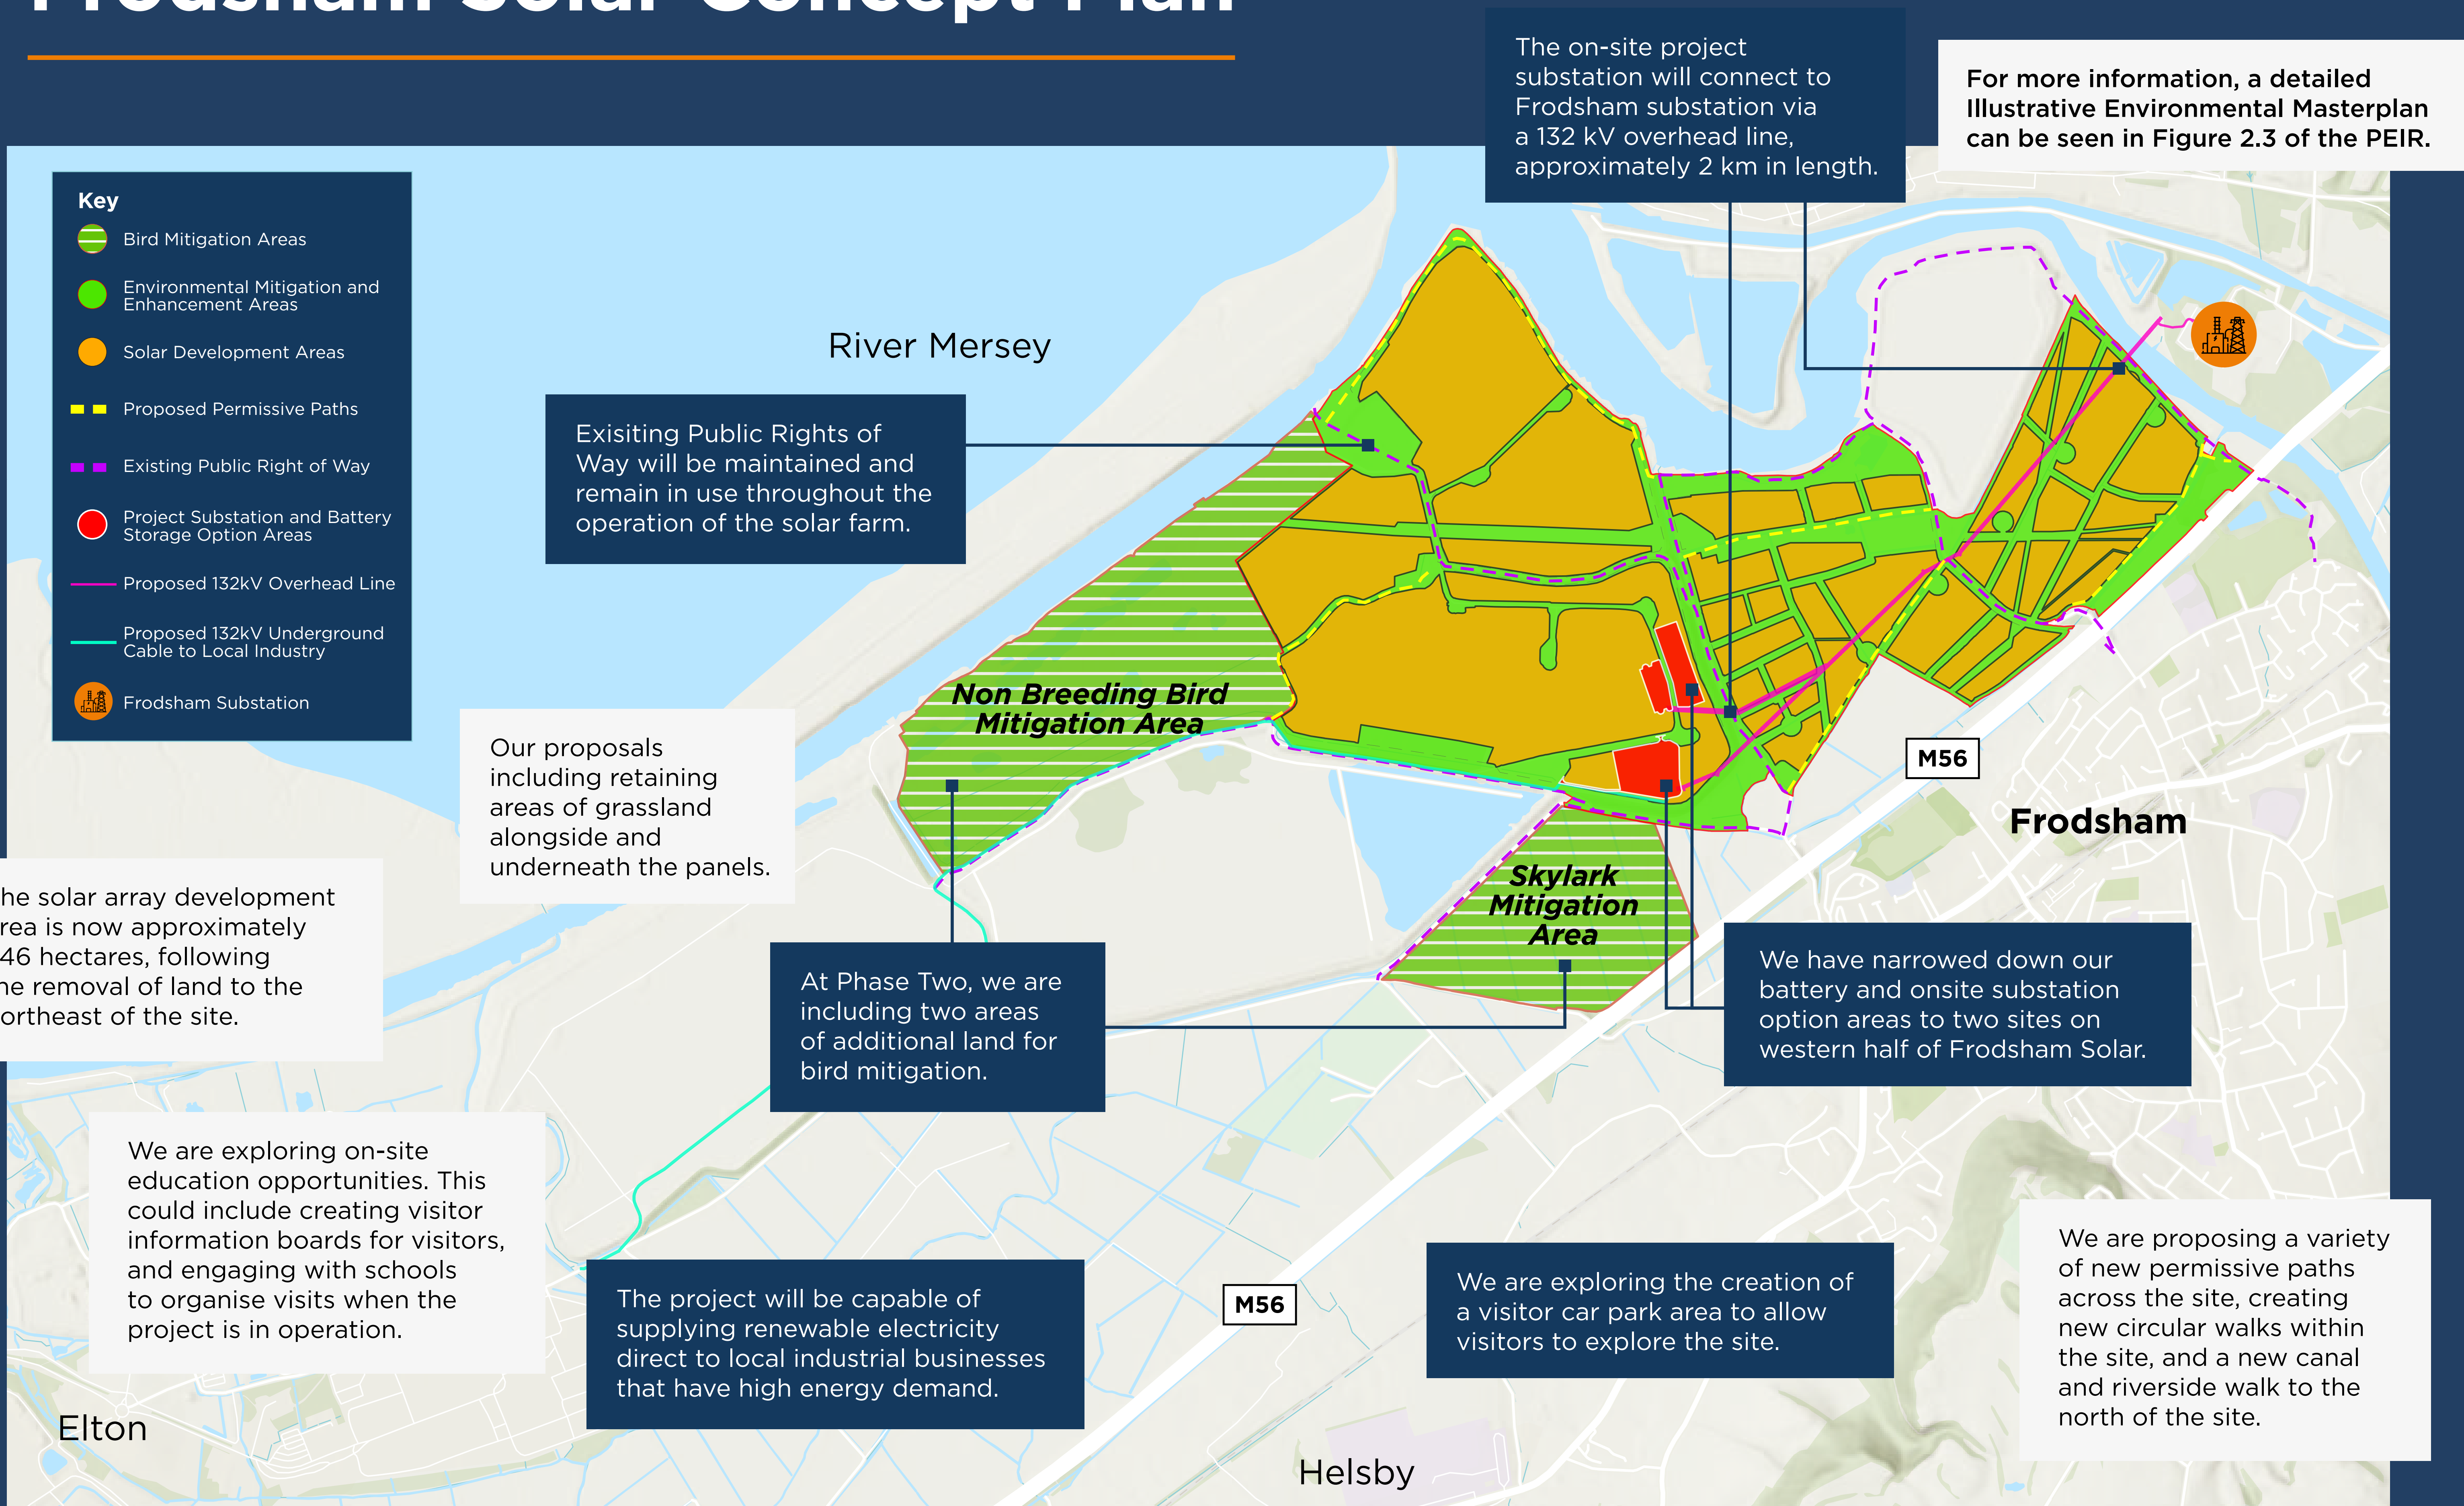 Frodsham Solar Concept Plan
The on-site project
substation will connect to
Frodsham substation via
a 132 kV overhead line,
approximately 2 km in length.
For more information, a detailed
Illustrative Environmental Masterplan
can be seen in Figure 2.3 of the PEIR.
Key
Bird Mitigation Areas
Environmental Mitigation and
Enhancement Areas
Solar Development Areas
Proposed Permissive Paths
Existing Public Right of Way
Project Substation and Battery
Storage Option Areas
Proposed 132kV Overhead Line
Proposed 132kV Underground
Cable to Local Industry
Frodsham Substation
River Mersey
Exisiting Public Rights of
Way will be maintained and
remain in use throughout the
operation of the solar farm.
Non Breeding Bird
Mitigation Area
Our proposals
including retaining
areas of grassland
alongside and
underneath the panels.
M56
Frodsham
he solar array development
rea is now approximately
46 hectares, following
he removal of land to the
ortheast of the site.
Skylark
Mitigation
Area
At Phase Two, we are
including two areas
of additional land for
bird mitigation.
We have narrowed down our
battery and onsite substation
option areas to two sites on
western half of Frodsham Solar.
We are exploring on-site
education opportunities. This
could include creating visitor
information boards for visitors,
and engaging with schools
to organise visits when the
project is in operation.
The project will be capable of
supplying renewable electricity
direct to local industrial businesses
that have high energy demand.
M56
We are exploring the creation of
a visitor car park area to allow
visitors to explore the site.
We are proposing a variety
of new permissive paths
across the site, creating
new circular walks within
the site, and a new canal
and riverside walk to the
north of the site.
Elton
Helsby